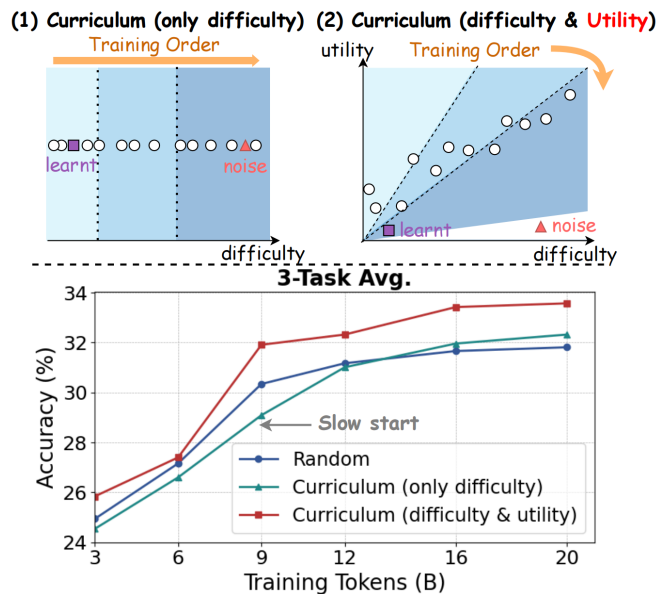 (1) Curriculum (only difficulty)
Training Order
learnt
noise
difficulty
(2) Curriculum (difficulty & Utility)
utility
Training Order
learnt
noise
difficulty
3-Task Avg.
34
32
30
28
26
24
Accuracy (%)
Slow start
Random
Curriculum (only difficulty)
Curriculum (difficulty & utility)
3
6
9
12
16
20
Training Tokens (B)